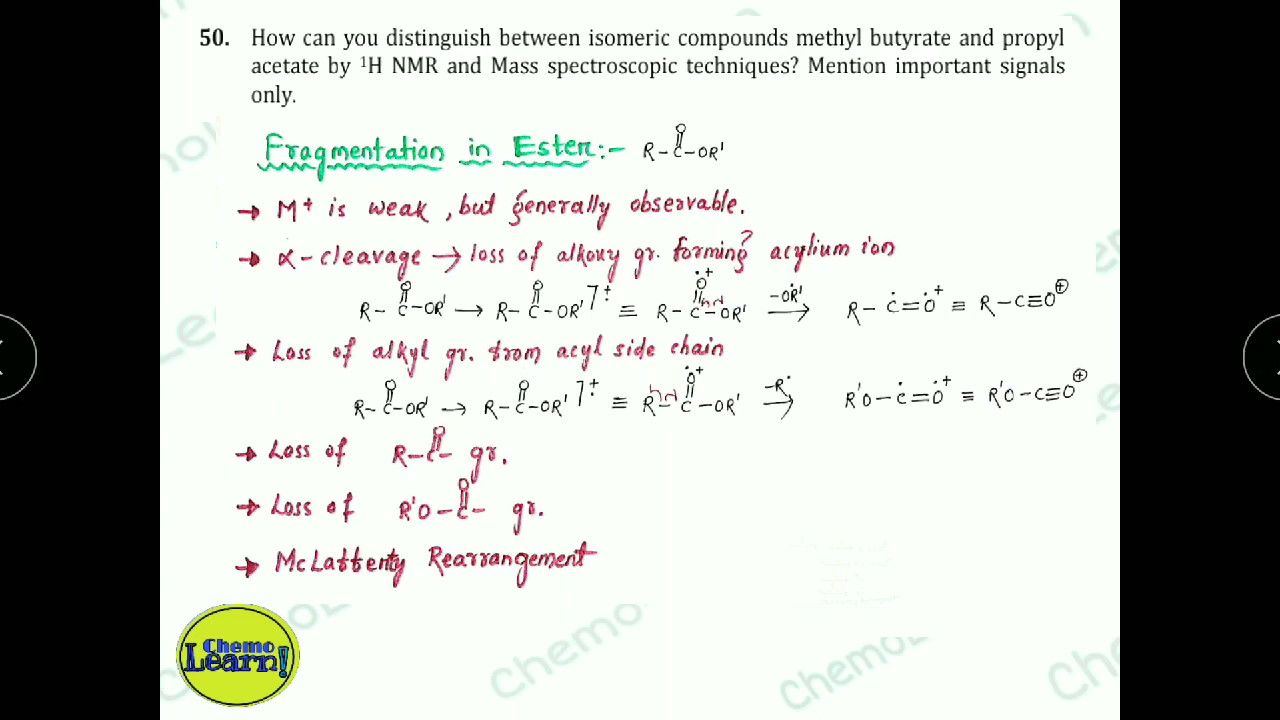 50. How can you distinguish between isomeric compounds methyl butyrate and propyl
acetate by ¹H NMR and Mass spectroscopic techniques? Mention important signals
only.
Fragmentation in Ester:- R-C(=O)-OR'
→ M⁺ is weak, but generally observable.
→ α-cleavage → loss of alkoxy gr. forming acylium ion
R-C(=O)-OR' → R-C(=O)-OR' ⌉⁺· ≡ R-C(=O·⁺)-OR' —(-OR'·)→ R-Ċ=O·⁺ ≡ R-C≡O⊕
→ Loss of alkyl gr. from acyl side chain
R-C(=O)-OR' → R-C(=O)-OR' ⌉⁺· ≡ R-C(=O·⁺)-OR' —(-R·)→ R'O-Ċ=O·⁺ ≡ R'O-C≡O⊕
→ Loss of R-C(=O)- gr.
→ Loss of R'O-C(=O)- gr.
→ McLafferty Rearrangement
Chemo
Learn!
Chemo
Chemo